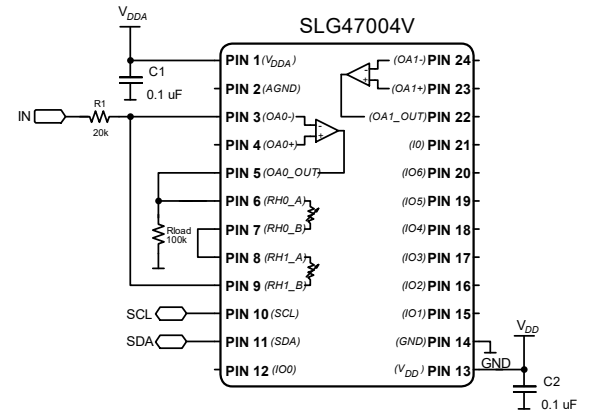 SLG47004V
V_DDA
C1
0.1 uF
IN
R1
20k
Rload
100k
SCL
SDA
PIN 1 (V_DDA)
PIN 2 (AGND)
PIN 3 (OA0-)
PIN 4 (OA0+)
PIN 5 (OA0_OUT)
PIN 6 (RH0_A)
PIN 7 (RH0_B)
PIN 8 (RH1_A)
PIN 9 (RH1_B)
PIN 10 (SCL)
PIN 11 (SDA)
PIN 12 (IO0)
(OA1-) PIN 24
(OA1+) PIN 23
(OA1_OUT) PIN 22
(I0) PIN 21
(IO6) PIN 20
(IO5) PIN 19
(IO4) PIN 18
(IO3) PIN 17
(IO2) PIN 16
(IO1) PIN 15
(GND) PIN 14
(V_DD) PIN 13
GND
V_DD
C2
0.1 uF